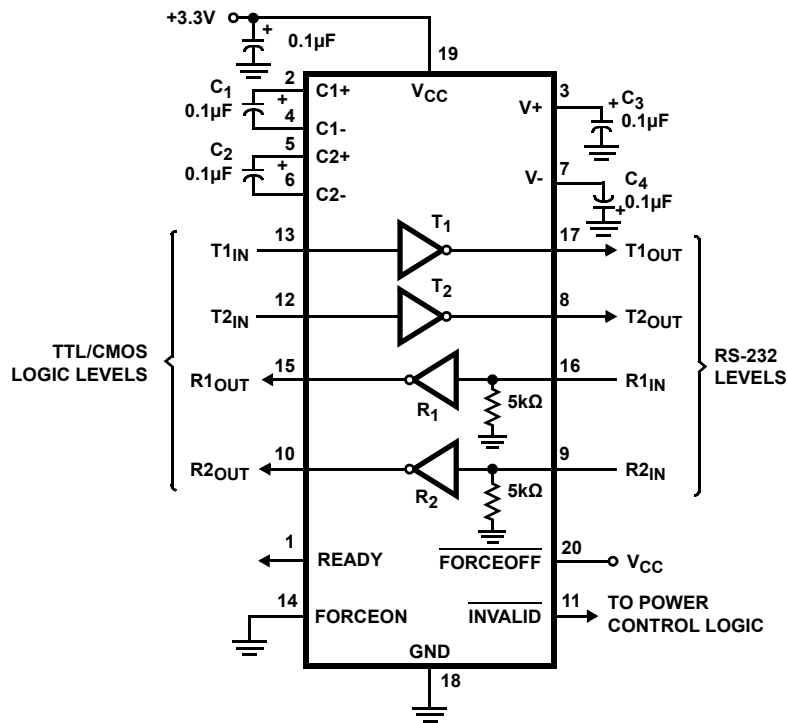 +3.3V
0.1µF
19
2
C1+
VCC
3
C1
0.1µF
+
4
C1-
V+
+
C3
0.1µF
5
C2+
C2
0.1µF
+
6
C2-
V-
7
C4
0.1µF
+
+
T1IN
13
T1
17
T1OUT
T2IN
12
T2
8
T2OUT
TTL/CMOS
LOGIC LEVELS
RS-232
LEVELS
R1OUT
15
R1
5kΩ
16
R1IN
R2OUT
10
R2
5kΩ
9
R2IN
1
READY
FORCEOFF
20
VCC
14
FORCEON
INVALID
11
TO POWER
CONTROL LOGIC
GND
18